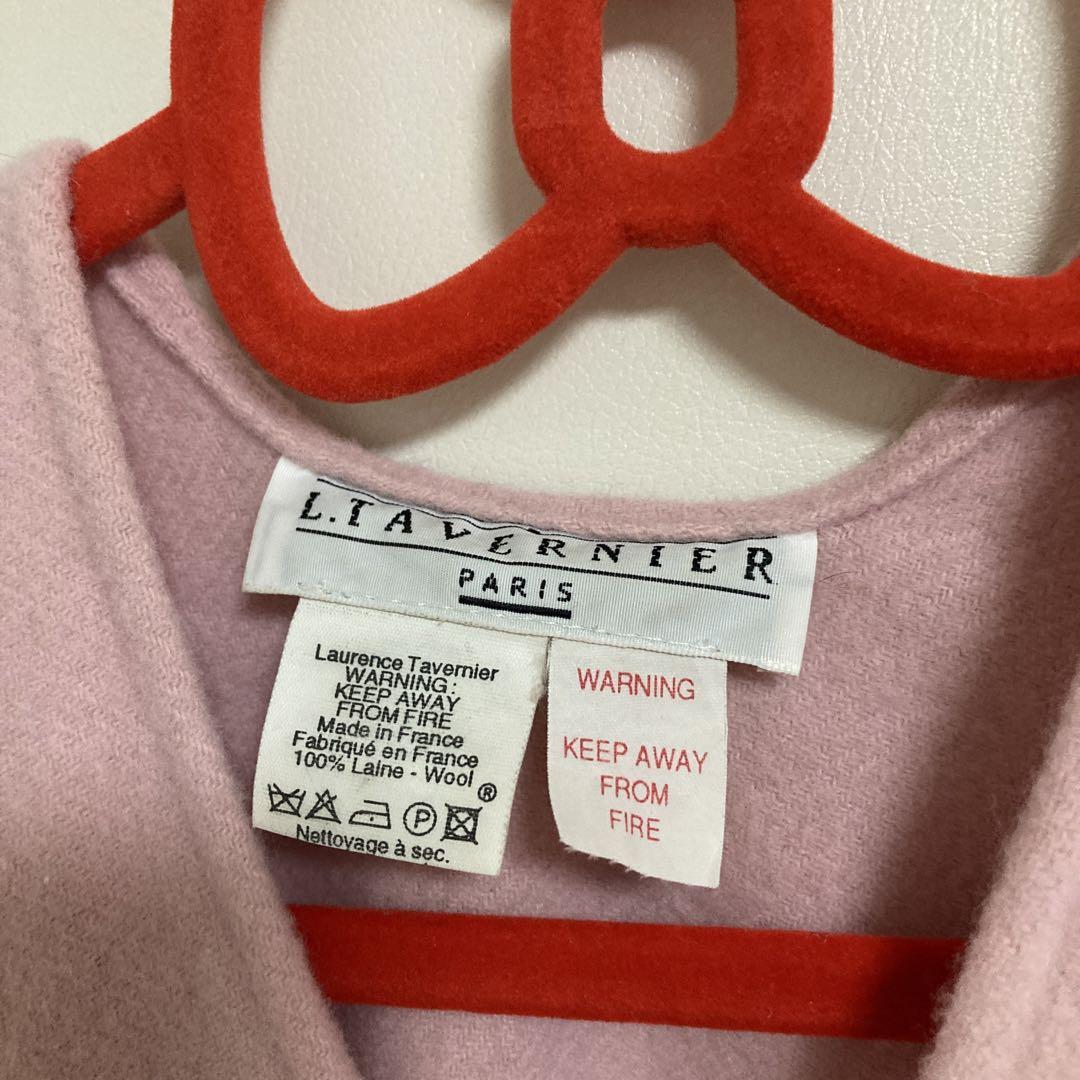 L.TAVERNIER
PARIS
Laurence Tavernier
WARNING:
KEEP AWAY
FROM FIRE
Made in France
Fabriqué en France
100% Laine - Wool
®
P
Nettoyage à sec.
WARNING
KEEP AWAY
FROM
FIRE